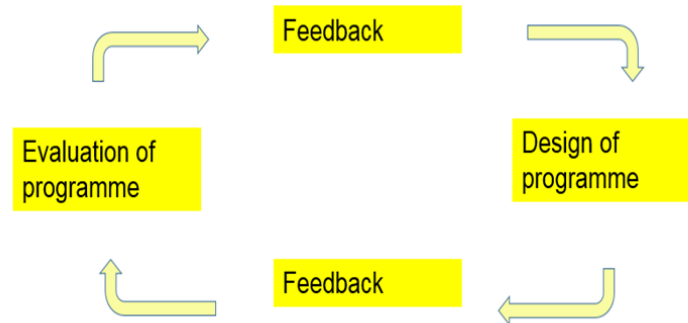 Feedback
Evaluation of
programme
Design of
programme
Feedback